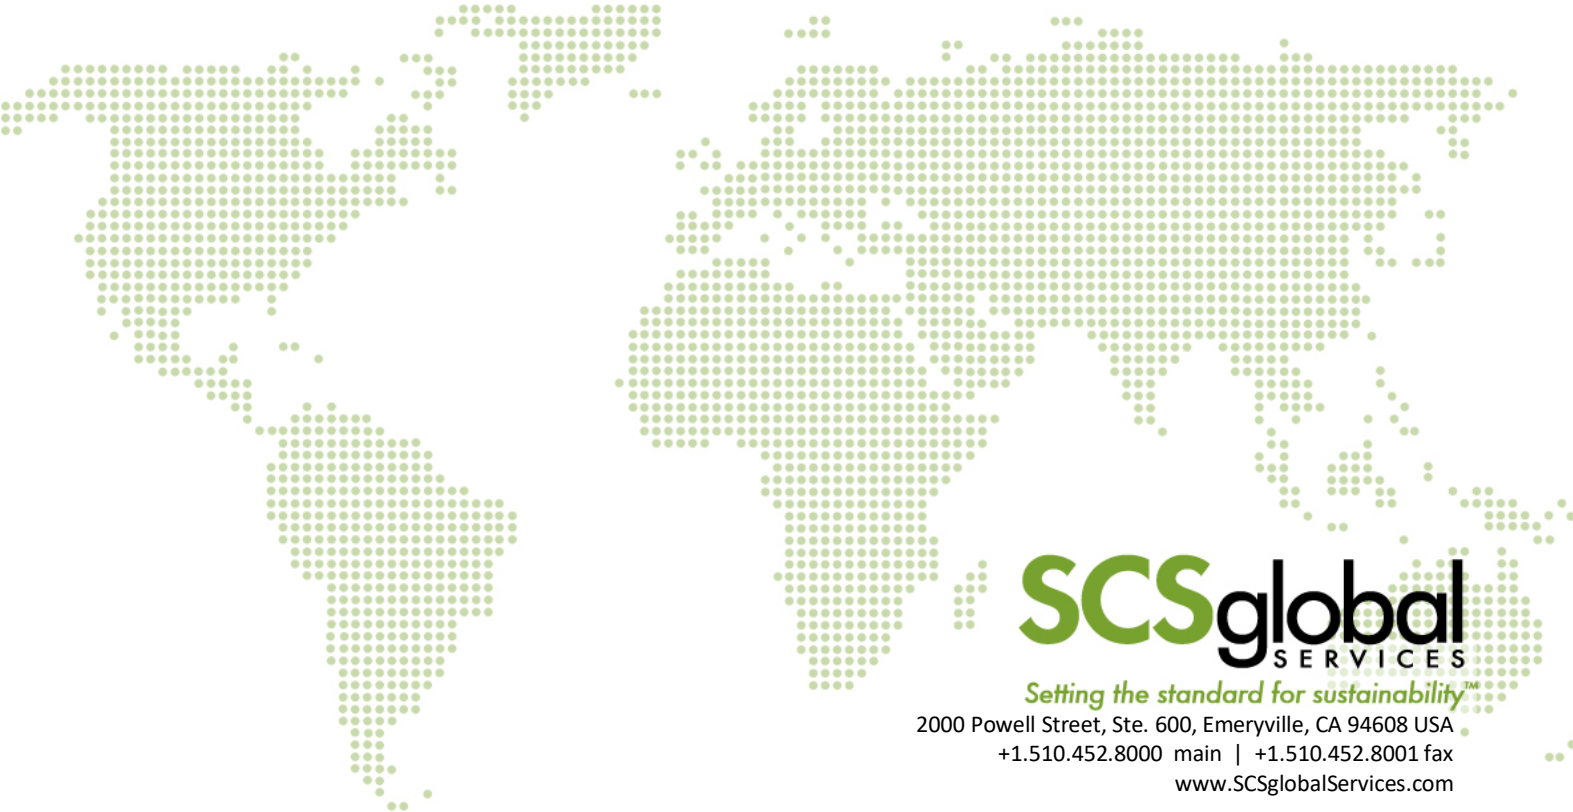 SCSglobal
SERVICES
Setting the standard for sustainability™
2000 Powell Street, Ste. 600, Emeryville, CA 94608 USA
+1.510.452.8000 main | +1.510.452.8001 fax
www.SCSglobalServices.com